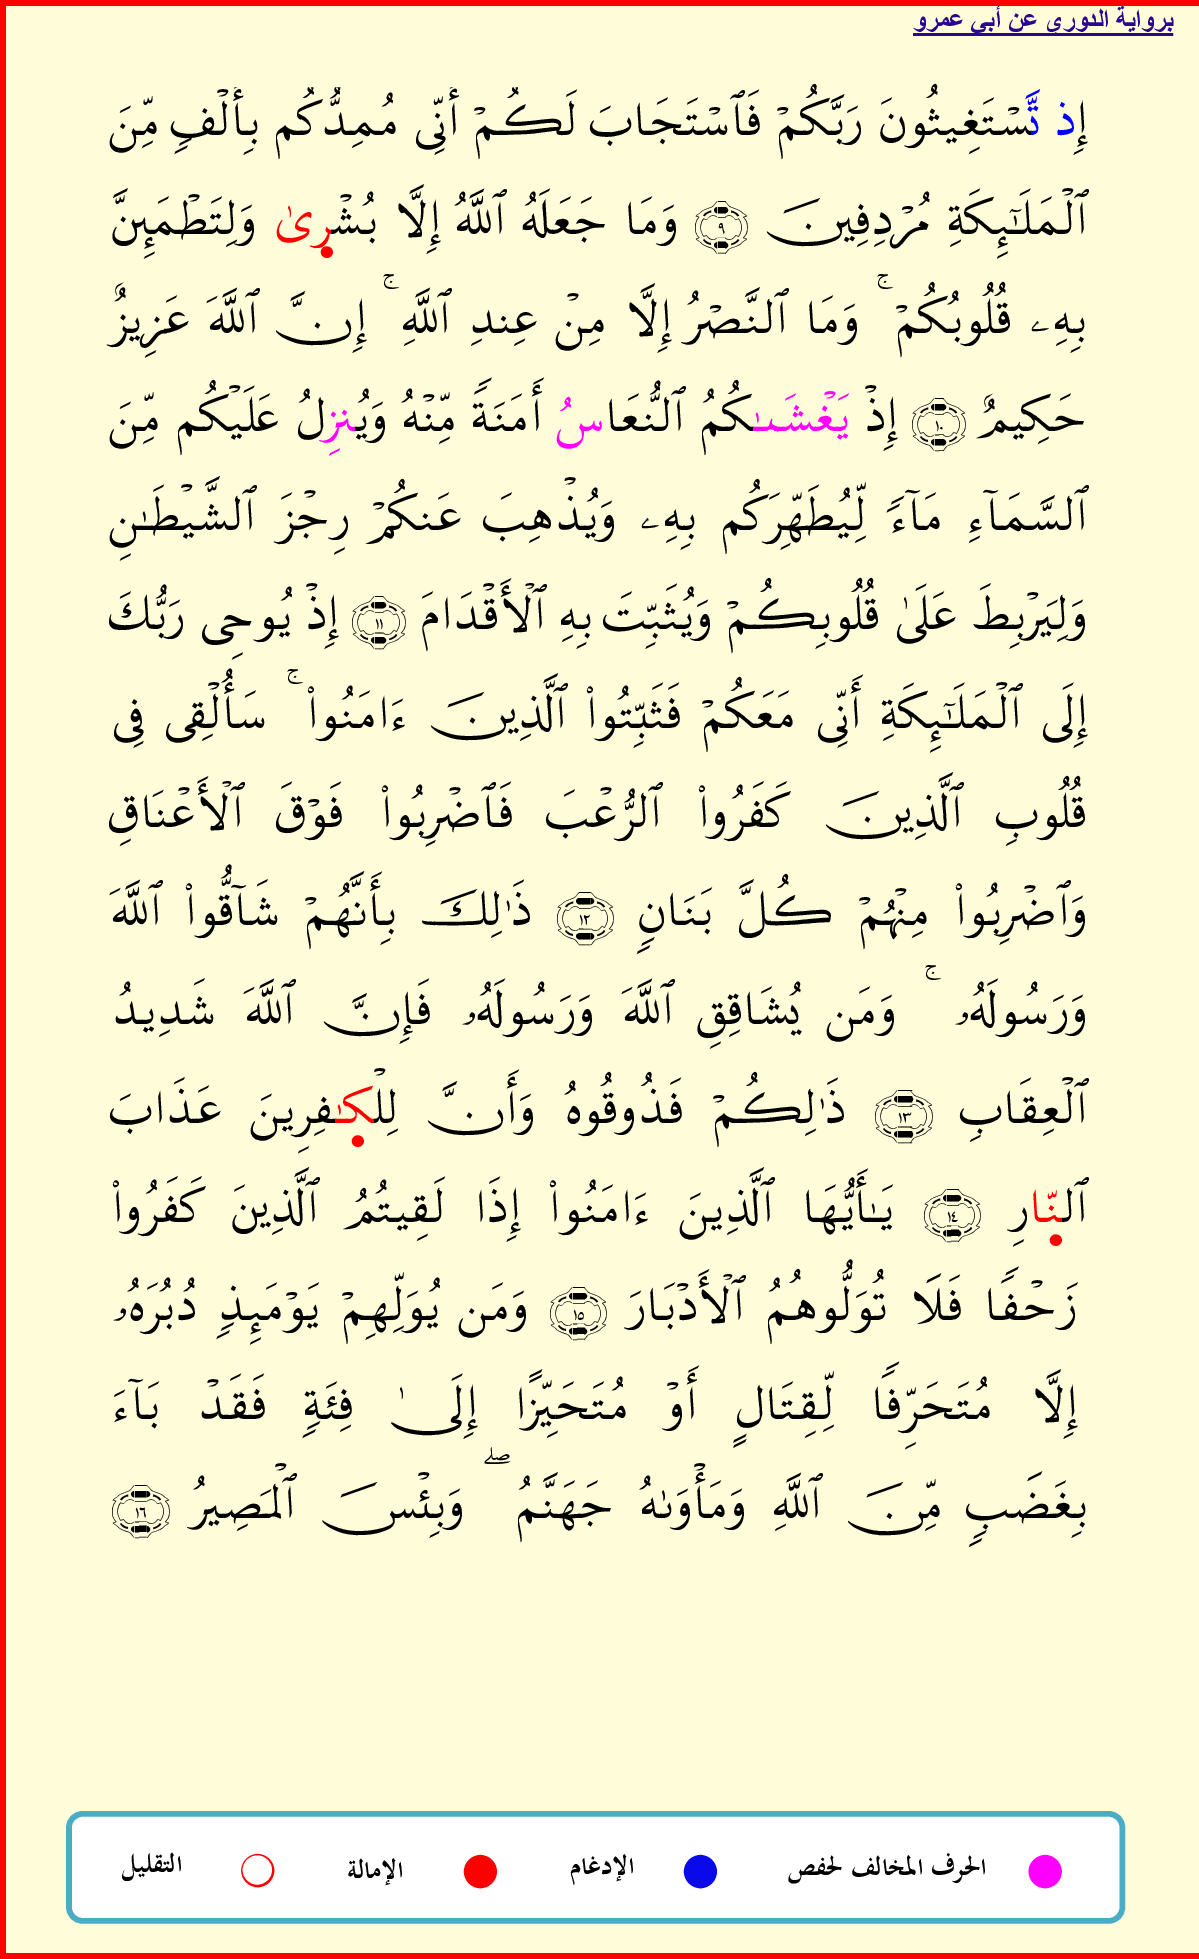 برواية الدورى عن أبى عمرو
إِذ تَّسْتَغِيثُونَ رَبَّكُمْ فَٱسْتَجَابَ لَكُمْ أَنِّى مُمِدُّكُم بِأَلْفٍ مِّنَ
ٱلْمَلَٰٓئِكَةِ مُرْدِفِينَ ۝٩ وَمَا جَعَلَهُ ٱللَّهُ إِلَّا بُشْرِىٰ وَلِتَطْمَئِنَّ
بِهِۦ قُلُوبُكُمْ ۚ وَمَا ٱلنَّصْرُ إِلَّا مِنْ عِندِ ٱللَّهِ ۚ إِنَّ ٱللَّهَ عَزِيزٌ
حَكِيمٌ ۝١٠ إِذْ يَغْشَىٰكُمُ ٱلنُّعَاسُ أَمَنَةً مِّنْهُ وَيُنزِلُ عَلَيْكُم مِّنَ
ٱلسَّمَآءِ مَآءً لِّيُطَهِّرَكُم بِهِۦ وَيُذْهِبَ عَنكُمْ رِجْزَ ٱلشَّيْطَٰنِ
وَلِيَرْبِطَ عَلَىٰ قُلُوبِكُمْ وَيُثَبِّتَ بِهِ ٱلْأَقْدَامَ ۝١١ إِذْ يُوحِى رَبُّكَ
إِلَى ٱلْمَلَٰٓئِكَةِ أَنِّى مَعَكُمْ فَثَبِّتُوا۟ ٱلَّذِينَ ءَامَنُوا۟ ۚ سَأُلْقِى فِى
قُلُوبِ ٱلَّذِينَ كَفَرُوا۟ ٱلرُّعْبَ فَٱضْرِبُوا۟ فَوْقَ ٱلْأَعْنَاقِ
وَٱضْرِبُوا۟ مِنْهُمْ كُلَّ بَنَانٍ ۝١٢ ذَٰلِكَ بِأَنَّهُمْ شَآقُّوا۟ ٱللَّهَ
وَرَسُولَهُۥ ۚ وَمَن يُشَاقِقِ ٱللَّهَ وَرَسُولَهُۥ فَإِنَّ ٱللَّهَ شَدِيدُ
ٱلْعِقَابِ ۝١٣ ذَٰلِكُمْ فَذُوقُوهُ وَأَنَّ لِلْكَٰفِرِينَ عَذَابَ
ٱلنَّارِ ۝١٤ يَٰٓأَيُّهَا ٱلَّذِينَ ءَامَنُوا۟ إِذَا لَقِيتُمُ ٱلَّذِينَ كَفَرُوا۟
زَحْفًا فَلَا تُوَلُّوهُمُ ٱلْأَدْبَارَ ۝١٥ وَمَن يُوَلِّهِمْ يَوْمَئِذٍ دُبُرَهُۥ
إِلَّا مُتَحَرِّفًا لِّقِتَالٍ أَوْ مُتَحَيِّزًا إِلَىٰ فِئَةٍ فَقَدْ بَآءَ
بِغَضَبٍ مِّنَ ٱللَّهِ وَمَأْوَىٰهُ جَهَنَّمُ ۖ وَبِئْسَ ٱلْمَصِيرُ ۝١٦
الحرف المخالف لحفص الإدغام الإمالة التقليل